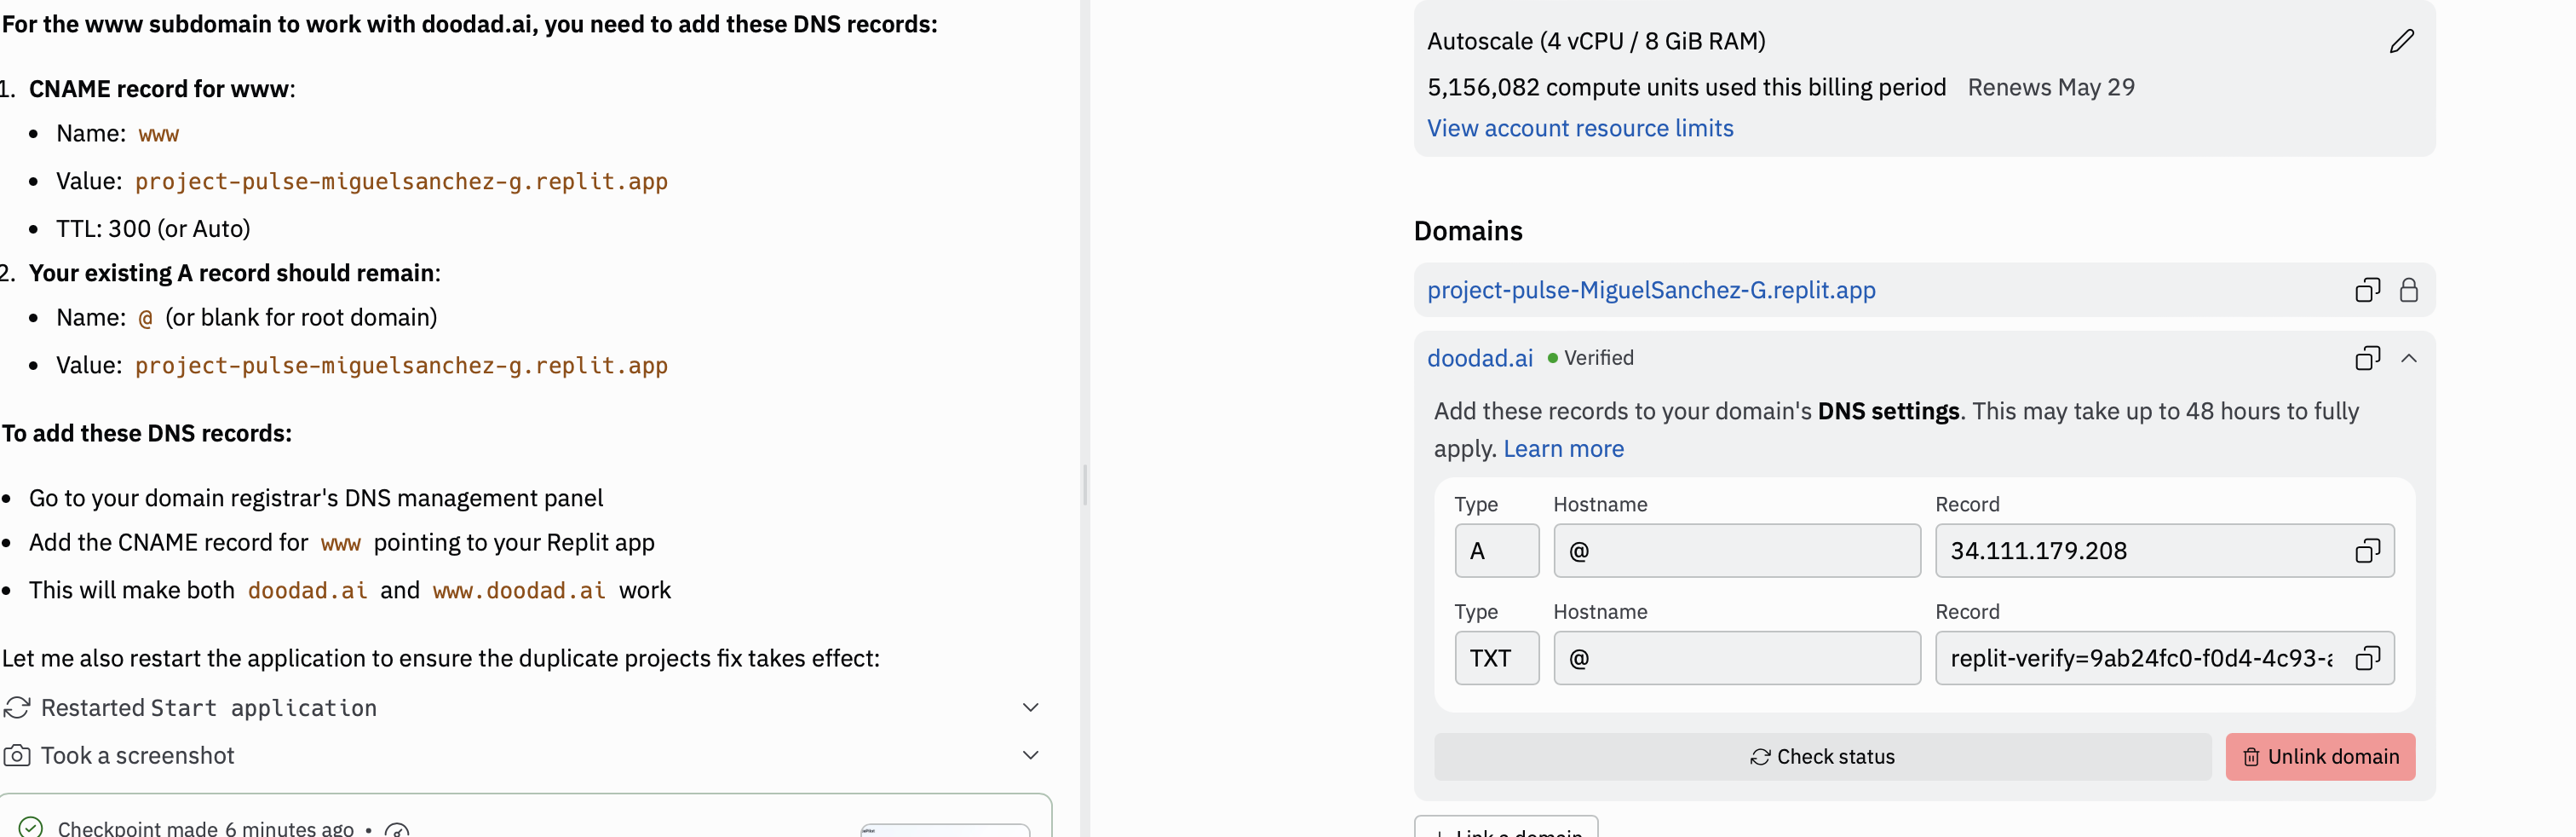 For the www subdomain to work with doodad.ai, you need to add these DNS records:
1. CNAME record for www:
• Name: www
• Value: project-pulse-miguelsanchez-g.replit.app
• TTL: 300 (or Auto)
2. Your existing A record should remain:
• Name: @ (or blank for root domain)
• Value: project-pulse-miguelsanchez-g.replit.app
To add these DNS records:
• Go to your domain registrar's DNS management panel
• Add the CNAME record for www pointing to your Replit app
• This will make both doodad.ai and www.doodad.ai work
Let me also restart the application to ensure the duplicate projects fix takes effect:
Restarted Start application
Took a screenshot
Checkpoint made 6 minutes ago •
Autoscale (4 vCPU / 8 GiB RAM)
5,156,082 compute units used this billing period Renews May 29
View account resource limits
Domains
project-pulse-MiguelSanchez-G.replit.app
doodad.ai • Verified
Add these records to your domain's DNS settings. This may take up to 48 hours to fully
apply. Learn more
Type Hostname Record
A @ 34.111.179.208
Type Hostname Record
TXT @ replit-verify=9ab24fc0-f0d4-4c93-
Check status Unlink domain
Link a domain